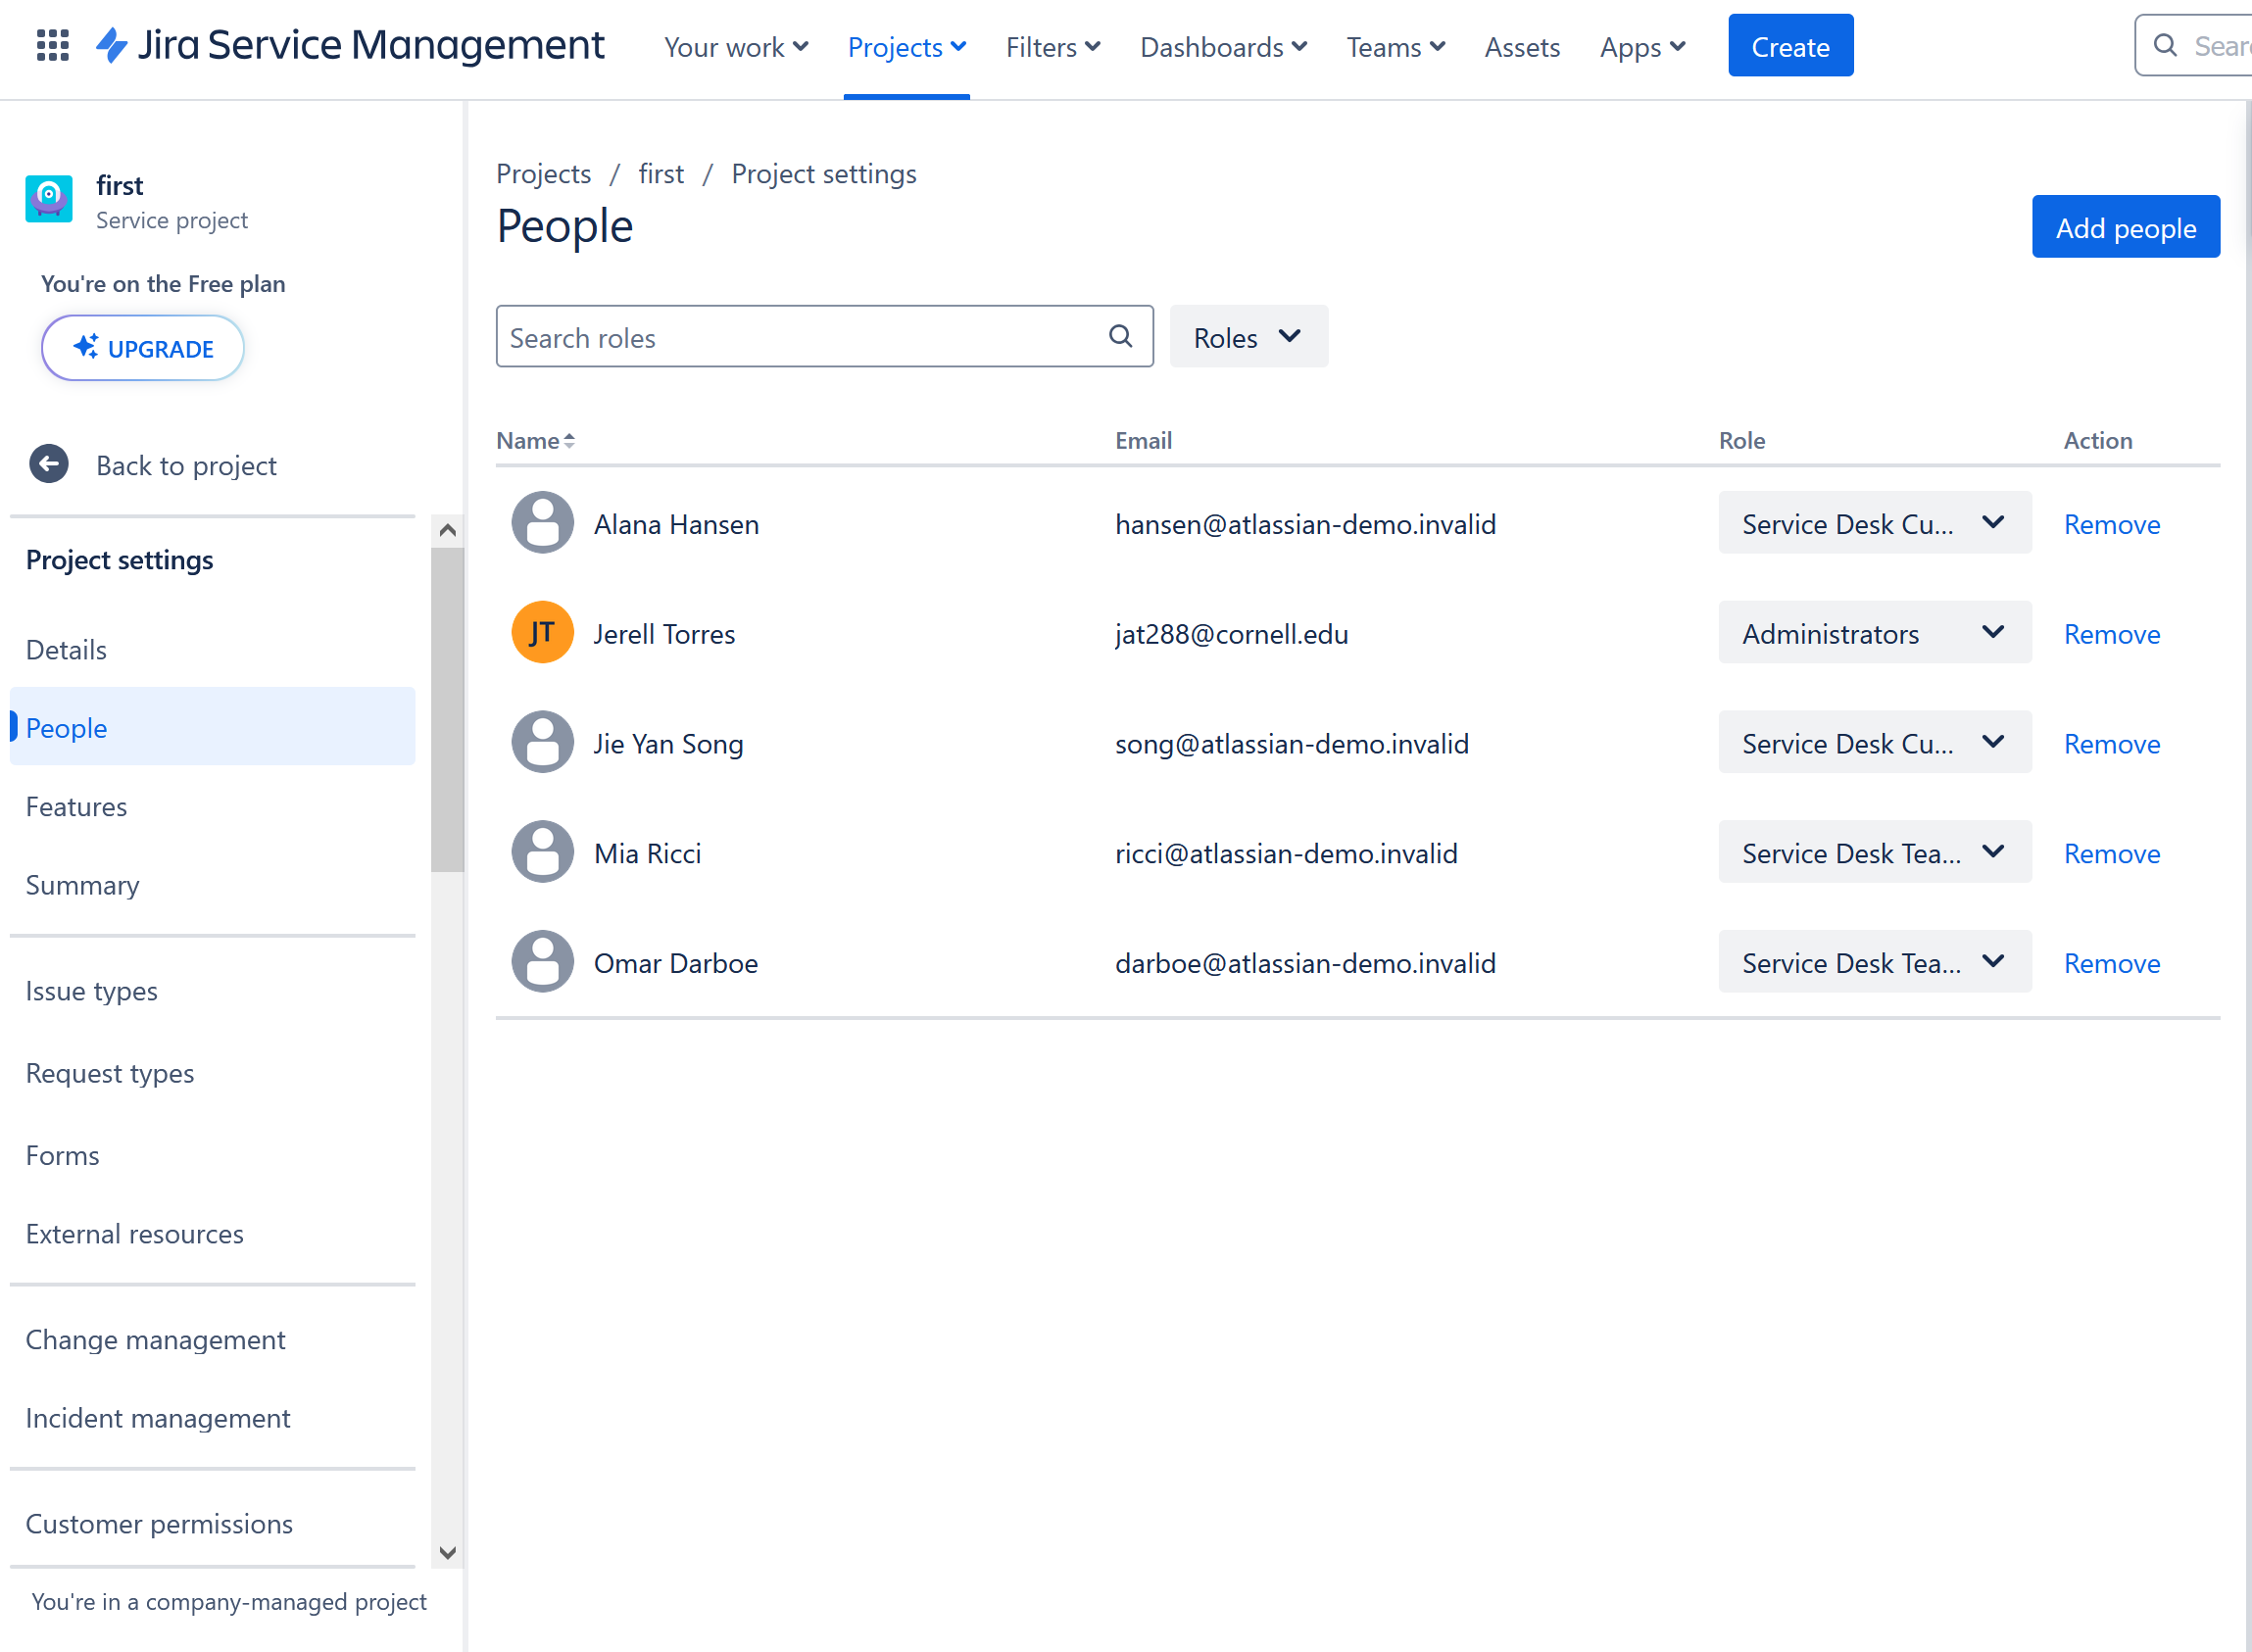 Jira Service Management Your work Projects Filters Dashboards Teams Assets Apps Create
first
Service project
You're on the Free plan
UPGRADE
Back to project
Project settings
Details
People
Features
Summary
Issue types
Request types
Forms
External resources
Change management
Incident management
Customer permissions
You're in a company-managed project
Projects / first / Project settings
People
Add people
Search roles Roles
Name Email Role Action
Alana Hansen hansen@atlassian-demo.invalid Service Desk Cu... Remove
JT Jerell Torres jat288@cornell.edu Administrators Remove
Jie Yan Song song@atlassian-demo.invalid Service Desk Cu... Remove
Mia Ricci ricci@atlassian-demo.invalid Service Desk Tea... Remove
Omar Darboe darboe@atlassian-demo.invalid Service Desk Tea... Remove